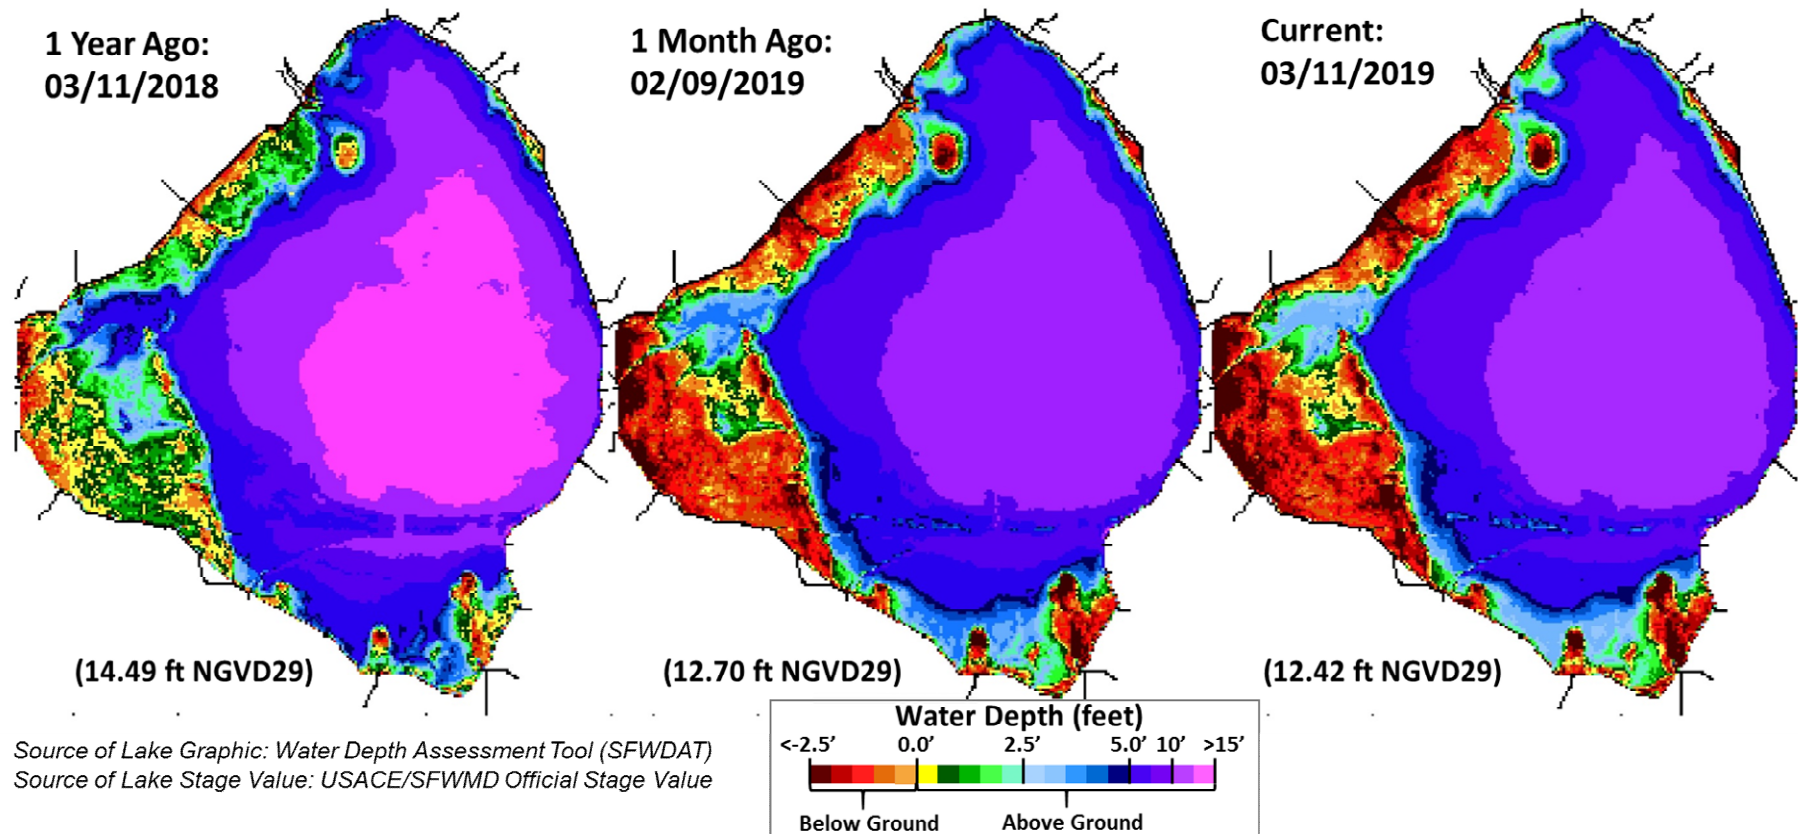 1 Year Ago:
03/11/2018
1 Month Ago:
02/09/2019
Current:
03/11/2019
(14.49 ft NGVD29)
(12.70 ft NGVD29)
(12.42 ft NGVD29)
Water Depth (feet)
<-2.5’ 0.0’ 2.5’ 5.0’ 10’ >15’
Below Ground Above Ground
Source of Lake Graphic: Water Depth Assessment Tool (SFWDAT)
Source of Lake Stage Value: USACE/SFWMD Official Stage Value